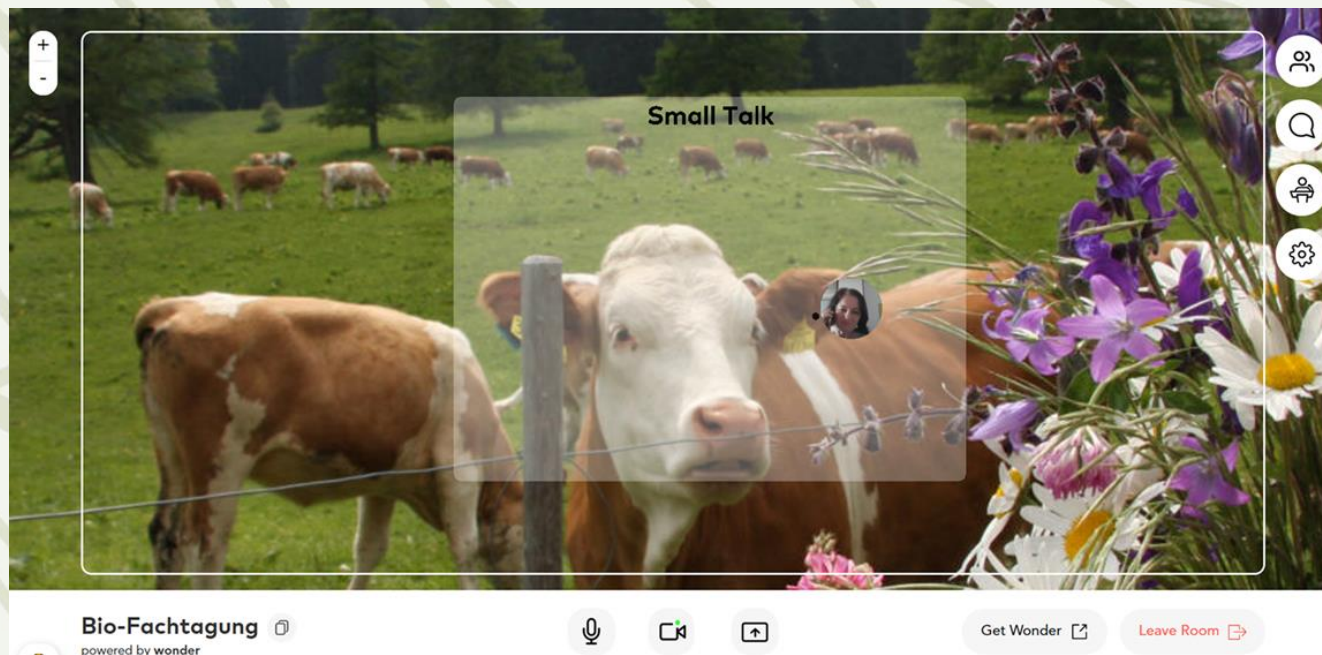 +
-
Small Talk
Bio-Fachtagung
powered by wonder
Get Wonder
Leave Room